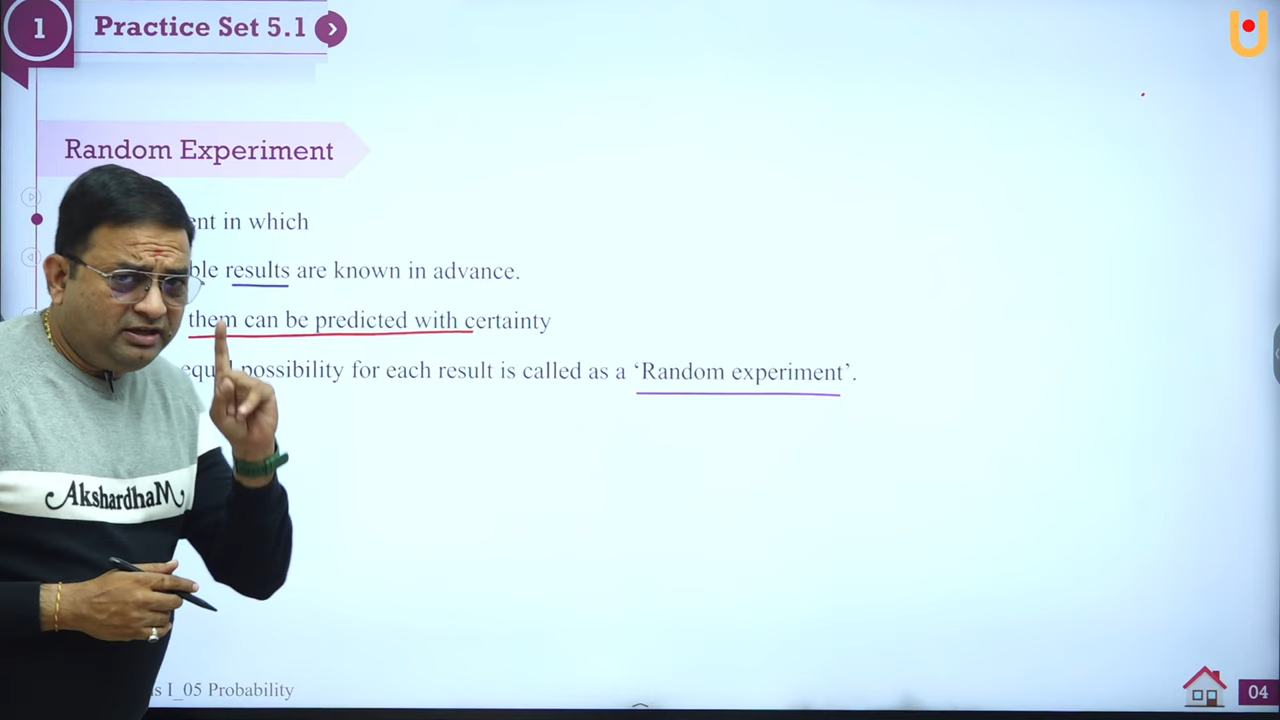 1 Practice Set 5.1
Random Experiment
ent in which
ble results are known in advance.
them can be predicted with certainty
equal possibility for each result is called as a ‘Random experiment’.
AkshardhaM
s I_05 Probability
04